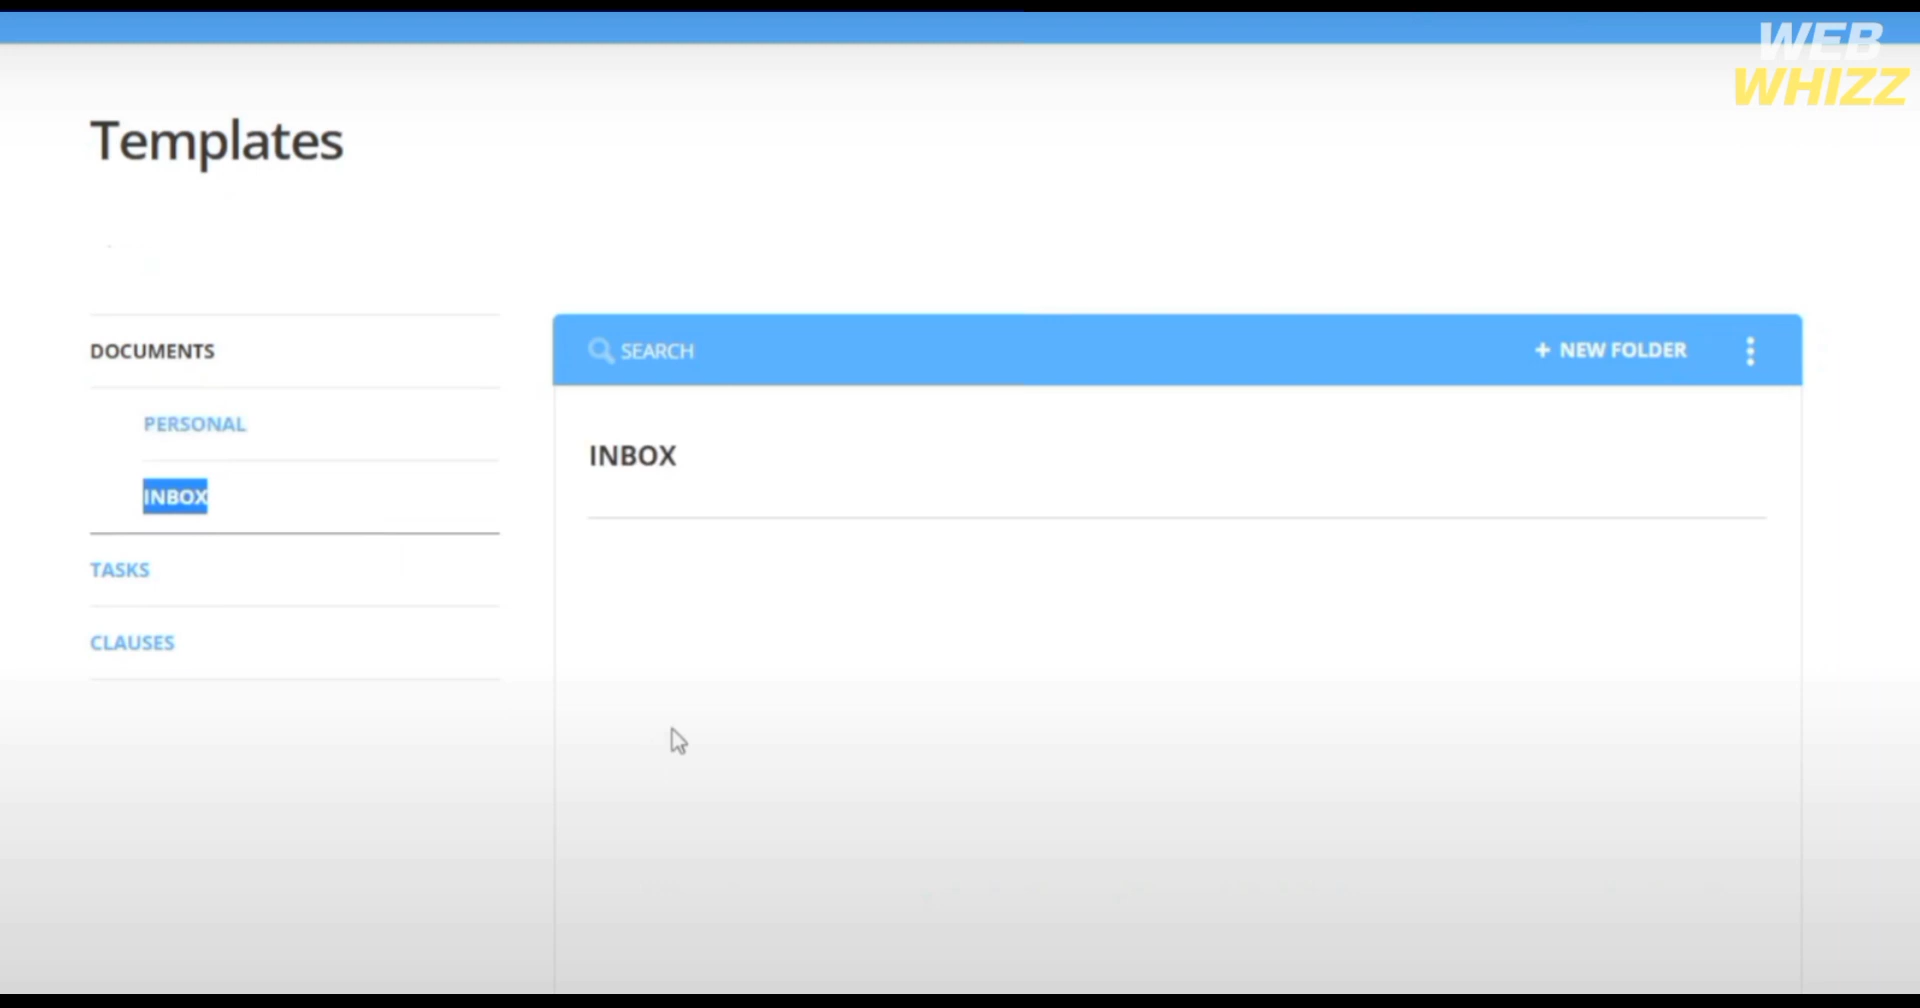 WEB
WHIZZ
Templates
DOCUMENTS
PERSONAL
INBOX
TASKS
CLAUSES
SEARCH
+ NEW FOLDER
INBOX